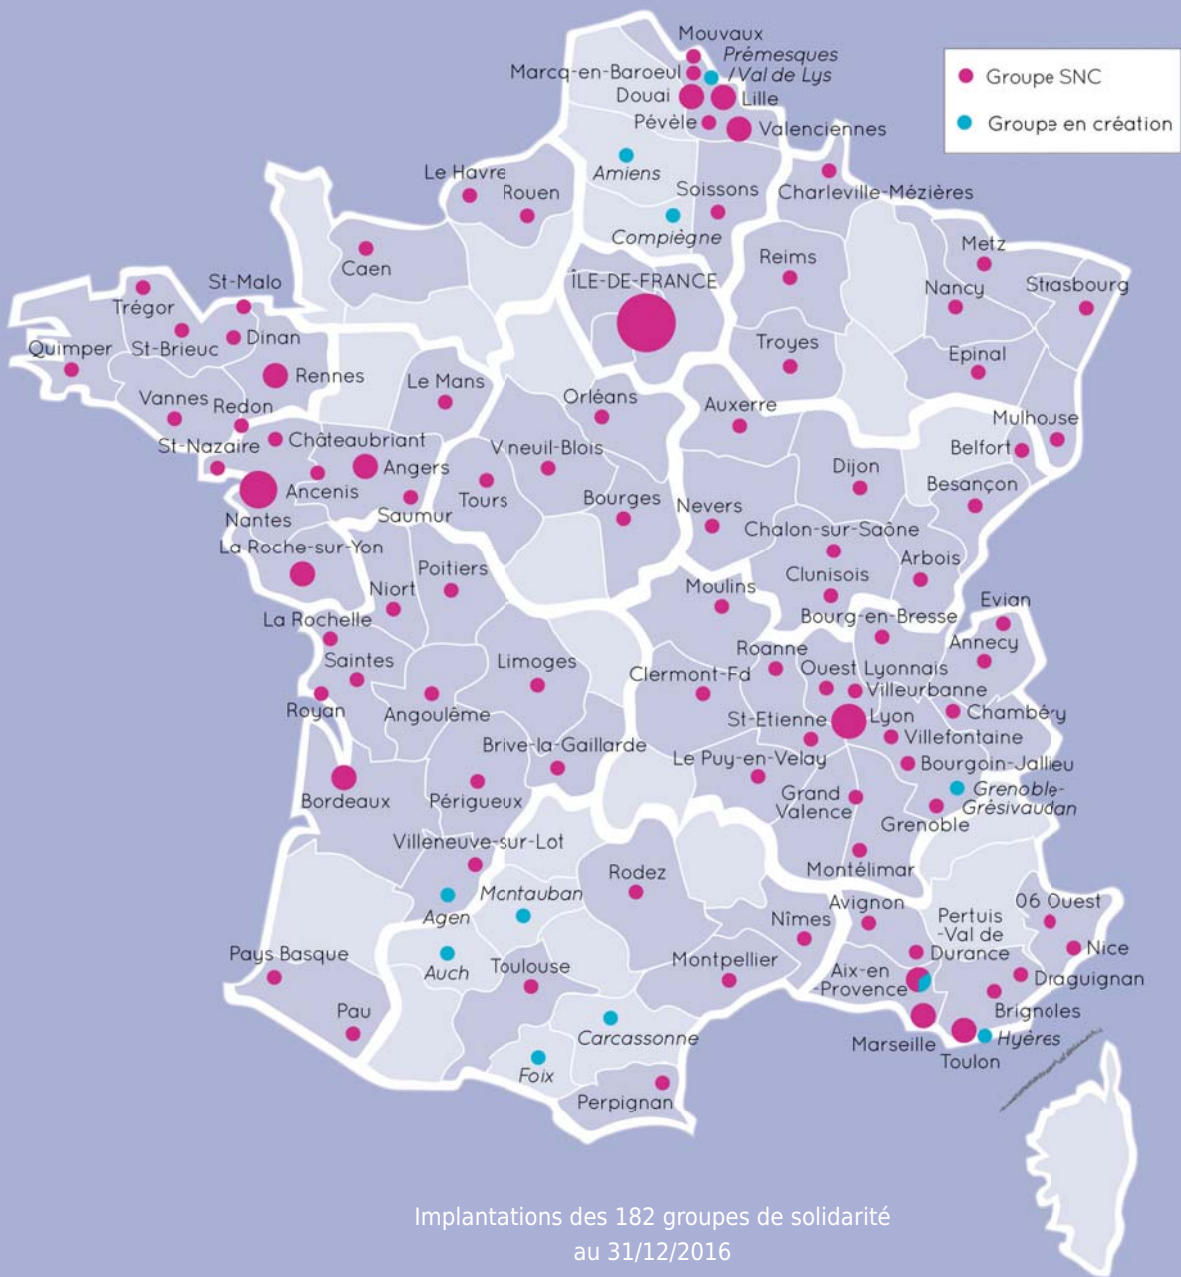 Mouvaux
Prémesques
/Val de Lys
Marcq-en-Baroeul
Douai
Lille
Pévèle
Valenciennes
Groupe SNC
Groupe en création
Amiens
Le Havre
Rouen
Soissons
Charleville-Mézières
Compiègne
Caen
ÎLE-DE-FRANCE
Reims
Metz
Nancy
Strasbourg
St-Malo
Trégor
St-Brieuc
Dinan
Quimper
Rennes
Troyes
Epinal
Vannes
Redon
Le Mans
Orléans
Auxerre
Mulhouse
Belfort
St-Nazaire
Châteaubriant
Angers
Vineuil-Blois
Dijon
Besançon
Ancenis
Tours
Bourges
Nevers
Nantes
Saumur
Chalon-sur-Saône
La Roche-sur-Yon
Niort
Poitiers
Moulins
Clunisois
Arbois
La Rochelle
Bourg-en-Bresse
Evian
Annecy
Saintes
Limoges
Roanne
Clermont-Fd
Ouest Lyonnais
Villeurbanne
Royan
Angoulême
St-Etienne
Lyon
Chambéry
Villefontaine
Brive-la-Gaillarde
Le Puy-en-Velay
Bourgoin-Jallieu
Bordeaux
Périgueux
Grand
Valence
Grenoble-
Grésivaudan
Grenoble
Villeneuve-sur-Lot
Montélimar
Rodez
Agen
Montauban
Avignon
06 Ouest
Nîmes
Pertuis
-Val de
Durance
Nice
Pays Basque
Auch
Toulouse
Montpellier
Aix-en
-Provence
Draguignan
Brignoles
Pau
Carcassonne
Marseille
Toulon
Hyères
Foix
Perpignan
Implantations des 182 groupes de solidarité
au 31/12/2016